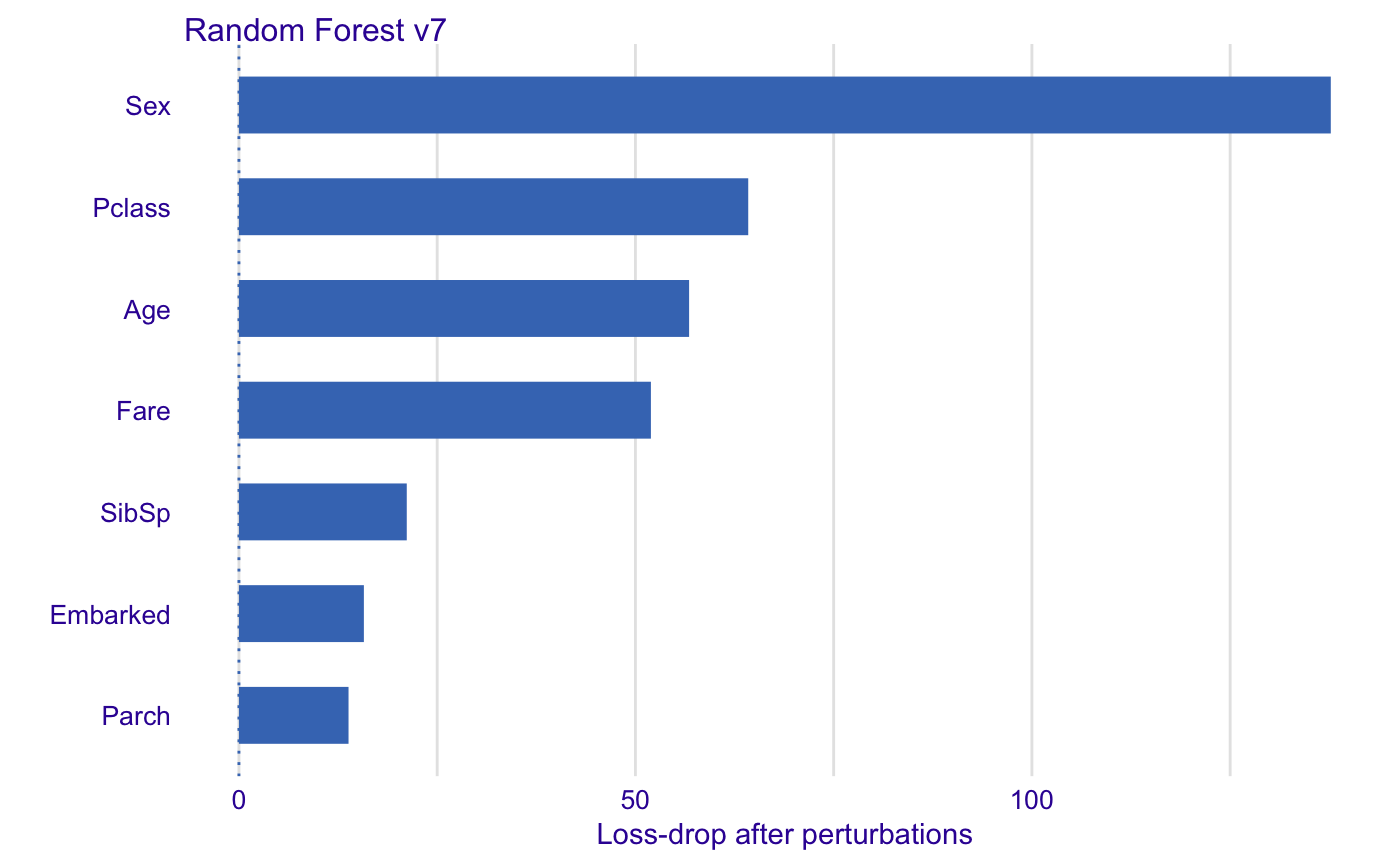 Random Forest v7
Sex
Pclass
Age
Fare
SibSp
Embarked
Parch
0 50 100
Loss-drop after perturbations